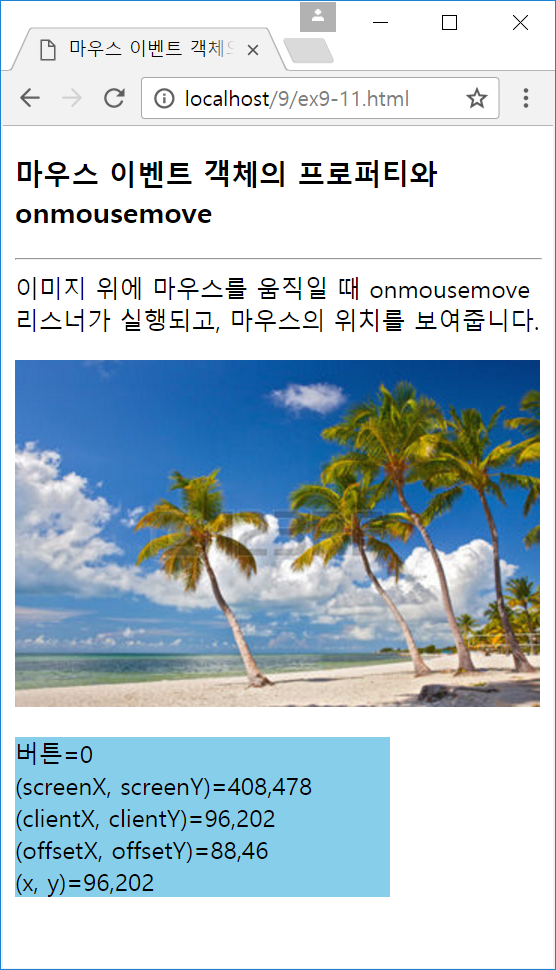 마우스 이벤트 객체의
localhost/9/ex9-11.html
마우스 이벤트 객체의 프로퍼티와
onmousemove
이미지 위에 마우스를 움직일 때 onmousemove
리스너가 실행되고, 마우스의 위치를 보여줍니다.
버튼=0
(screenX, screenY)=408,478
(clientX, clientY)=96,202
(offsetX, offsetY)=88,46
(x, y)=96,202